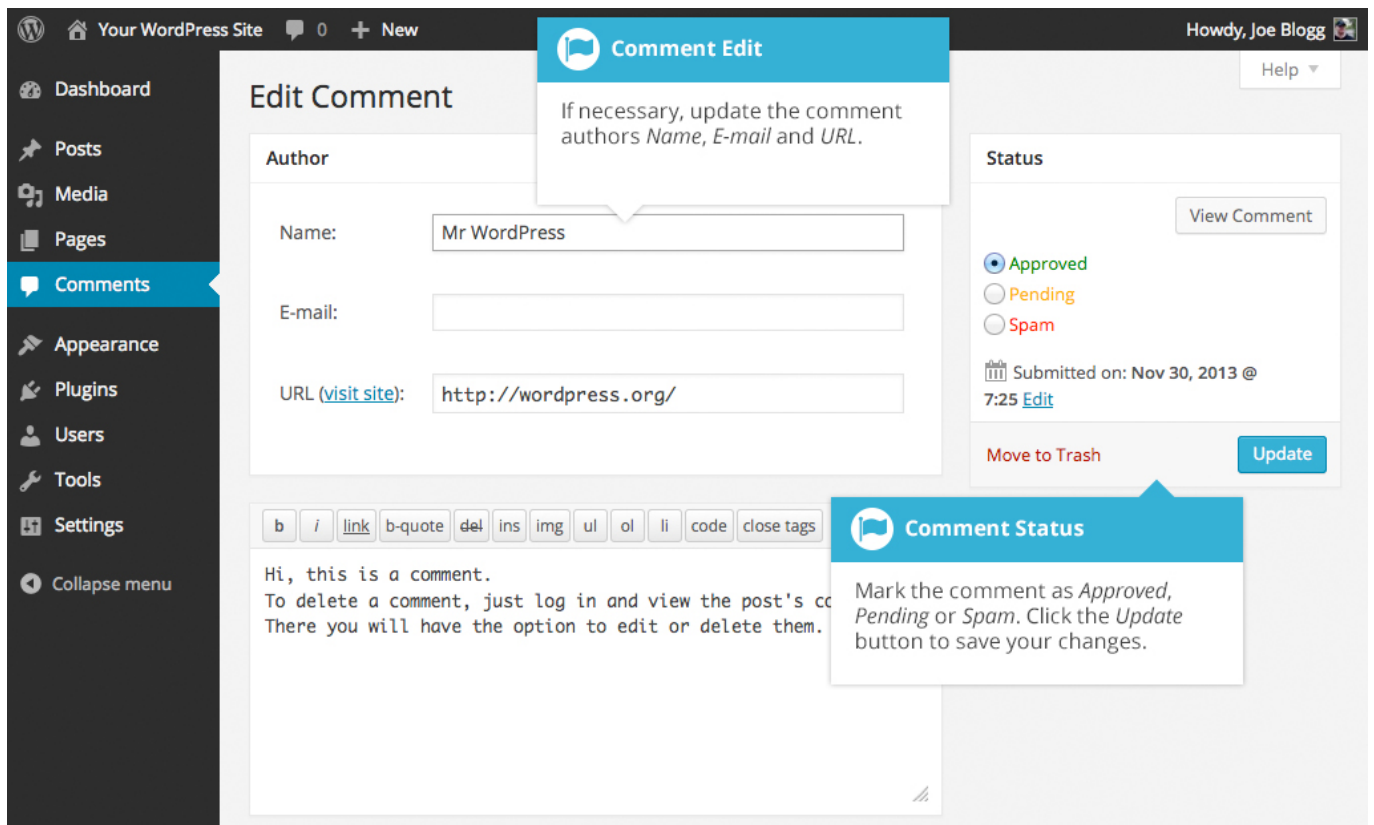 Your WordPress Site 0 + New
Howdy, Joe Blogg
Help
Dashboard
Posts
Media
Pages
Comments
Appearance
Plugins
Users
Tools
Settings
Collapse menu
Edit Comment
Comment Edit
If necessary, update the comment
authors Name, E-mail and URL.
Author
Name:
Mr WordPress
E-mail:
URL (visit site):
http://wordpress.org/
Status
View Comment
Approved
Pending
Spam
Submitted on: Nov 30, 2013 @
7:25 Edit
Move to Trash
Update
b i link b-quote del ins img ul ol li code close tags
Hi, this is a comment.
To delete a comment, just log in and view the post's
There you will have the option to edit or delete them.
Comment Status
Mark the comment as Approved,
Pending or Spam. Click the Update
button to save your changes.